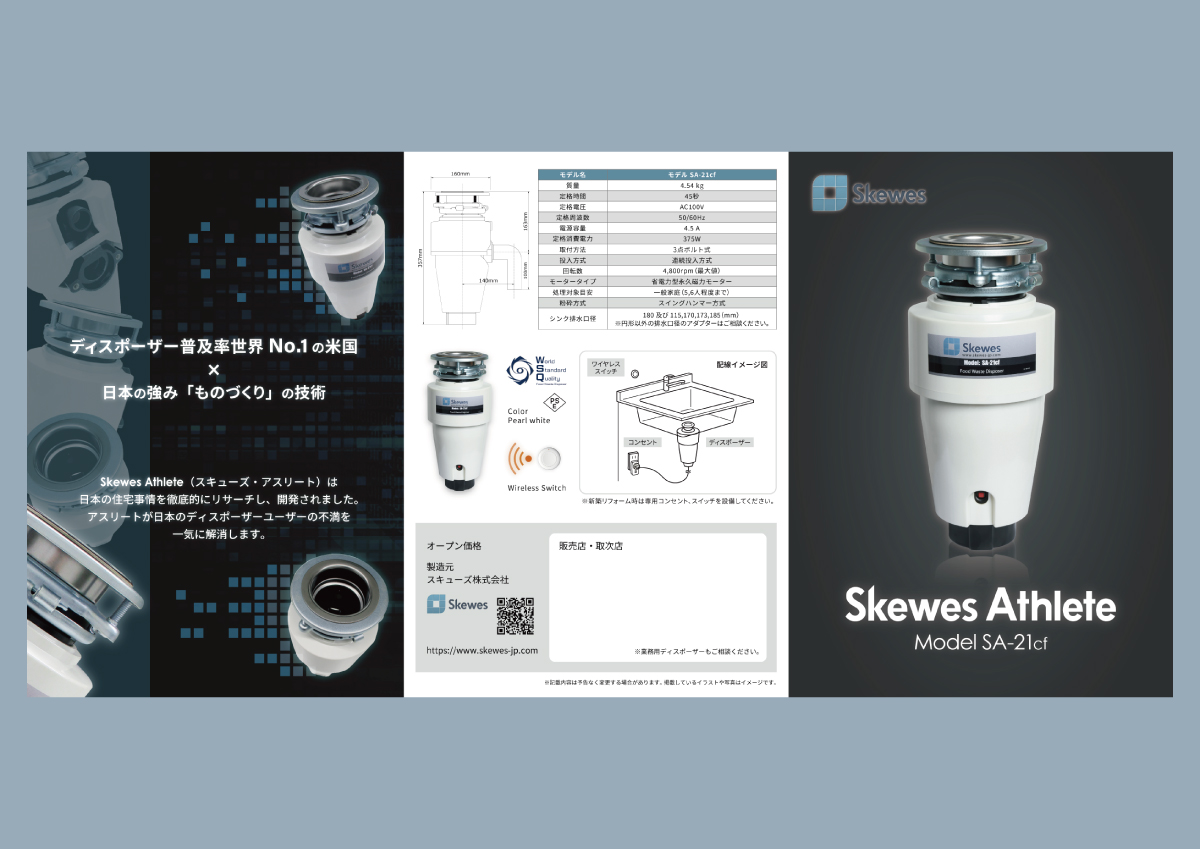 ディスポーザー普及率世界 No.1 の米国
×
日本の強み「ものづくり」の技術
Skewes Athlete（スキューズ・アスリート）は
日本の住宅事情を徹底的にリサーチし、開発されました。
アスリートが日本のディスポーザーユーザーの不満を
一気に解消します。
160mm
163mm
357mm
140mm
モデル名 モデル SA-21cf
質量 4.54 kg
定格時間 45秒
定格電圧 AC100V
定格周波数 50/60Hz
電源容量 4.5 A
定格消費電力 375W
取付方法 3点ボルト式
投入方式 連続投入方式
回転数 4,800rpm（最大値）
モータータイプ 省電力型永久磁力モーター
処理対象目安 一般家庭（5,6人程度まで）
粉砕方式 スイングハンマー方式
シンク排水口径 180 及び 115,170,173,185（mm）
※円形以外の排水口径のアダプターはご相談ください。
Skewes
Model: SA-21cf
World
Standard
Quality
Color
Pearl white
PS
E
Wireless Switch
ワイヤレス
スイッチ
配線イメージ図
コンセント
ディスポーザー
※新築リフォーム時は専用コンセント、スイッチを設備してください。
オープン価格
製造元
スキューズ株式会社
Skewes
https://www.skewes-jp.com
販売店・取次店
※業務用ディスポーザーもご相談ください。
※記載内容は予告なく変更する場合があります。掲載しているイラストや写真はイメージです。
Skewes
Skewes
www.skewes-jp.com
Model: SA-21cf
Food Waste Disposer
Skewes Athlete
Model SA-21cf